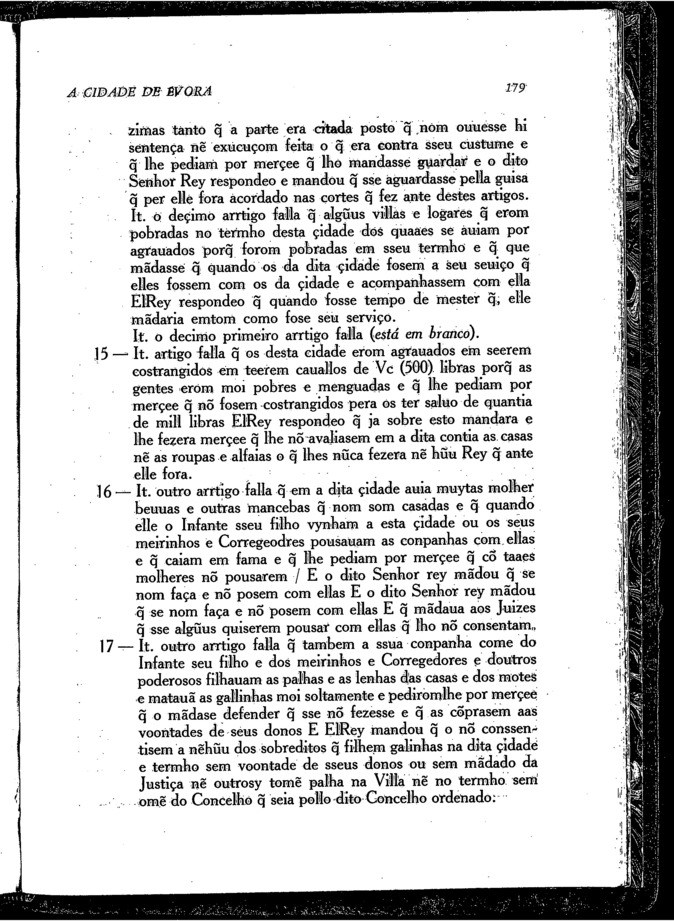 A CIDADE DE EVORA 179
zimas tanto q̃ a parte era citada posto q̃ nom ouuesse hi
sentença nẽ exucuçom feita o q̃ era contra sseu custume e
q̃ lhe pediam por merçee q̃ lho mandasse guardar e o dito
Senhor Rey respondeo e mandou q̃ sse aguardasse pella guisa
q̃ per elle fora acordado nas cortes q̃ fez ante destes artigos.
It. o deçimo arrtigo falla q̃ algũus villas e logares q̃ erom
pobradas no termho desta çidade dos quaaes se auiam por
agrauados porq̃ forom pobradas em sseu termho e q̃ que
mãdasse q̃ quando os da dita çidade fosem a seu seuiço q̃
elles fossem com os da çidade e acompanhassem com ella
ElRey respondeo q̃ quando fosse tempo de mester q̃, elle
mãdaria emtom como fose seu serviço.
It. o decimo primeiro arrtigo falla (está em branco).
15 — It. artigo falla q̃ os desta cidade erom agrauados em seerem
costrangidos em teerem cauallos de Vc (500) libras porq̃ as
gentes erom moi pobres e menguadas e q̃ lhe pediam por
merçee q̃ nõ fosem costrangidos pera os ter saluo de quantia
de mill libras ElRey respondeo q̃ ja sobre esto mandara e
lhe fezera merçee q̃ lhe nõ avaliasem em a dita contia as casas
nẽ as roupas e alfaias o q̃ lhes nũca fezera nẽ hũu Rey q̃ ante
elle fora.
16 — It. outro arrtigo falla q̃ em a dita çidade auia muytas molher
beuuas e outras mancebas q̃ nom som casadas e q̃ quando
elle o Infante sseu filho vynham a esta çidade ou os seus
meirinhos e Corregeodres pousauam as conpanhas com ellas
e q̃ caiam em fama e q̃ lhe pediam por merçee q̃ cõ taaes
molheres nõ pousarem / E o dito Senhor rey mãdou q̃ se
nom faça e nõ posem com ellas E o dito Senhor rey mãdou
q̃ se nom faça e nõ posem com ellas E q̃ mãdaua aos Juizes
q̃ sse algũus quiserem pousar com ellas q̃ lho nõ consentam.
17 — It. outro arrtigo falla q̃ tambem a ssua conpanha come do
Infante seu filho e dos meirinhos e Corregedores e doutros
poderosos filhauam as palhas e as lenhas das casas e dos motes
e matauã as gallinhas moi soltamente e pediromlhe por merçee
q̃ o mãdase defender q̃ sse nõ fezesse e q̃ as cõprasem aas
voontades de seus donos E ElRey mandou q̃ o nõ conssen-
tisem a nẽhũu dos sobreditos q̃ filhem galinhas na dita çidade
e termho sem voontade de sseus donos ou sem mãdado da
Justiça nẽ outrosy tomẽ palha na Villa nẽ no termho sem
omẽ do Concelho q̃ seia pollo dito Concelho ordenado: